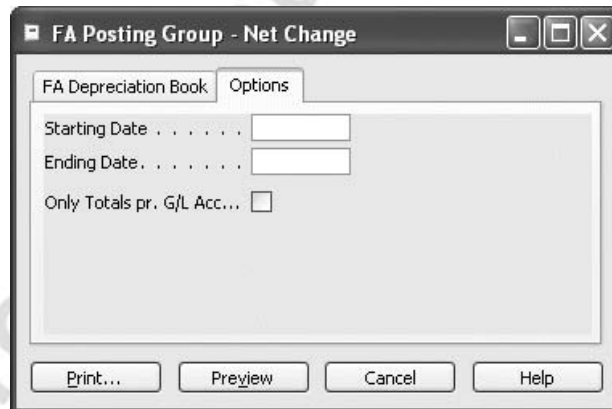 FA Posting Group - Net Change
FA Depreciation Book Options
Starting Date . . . . . .
Ending Date . . . . . . .
Only Totals pr. G/L Acc...
Print... Preview Cancel Help